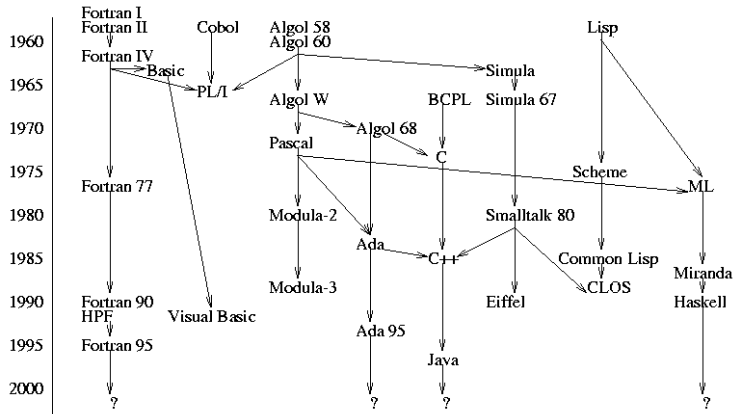 Fortran I
Fortran II Cobol Algol 58 Lisp
1960 Algol 60
Fortran IV
Basic Simula
1965 PL/I
Algol W BCPL Simula 67
1970 Algol 68
Pascal
C
1975 Scheme
Fortran 77 ML
1980 Modula-2 Smalltalk 80
Ada
1985 C++ Common Lisp
Miranda
Modula-3 CLOS
1990 Fortran 90 Eiffel Haskell
HPF Visual Basic
Ada 95
1995 Fortran 95
Java
2000
? ? ? ?